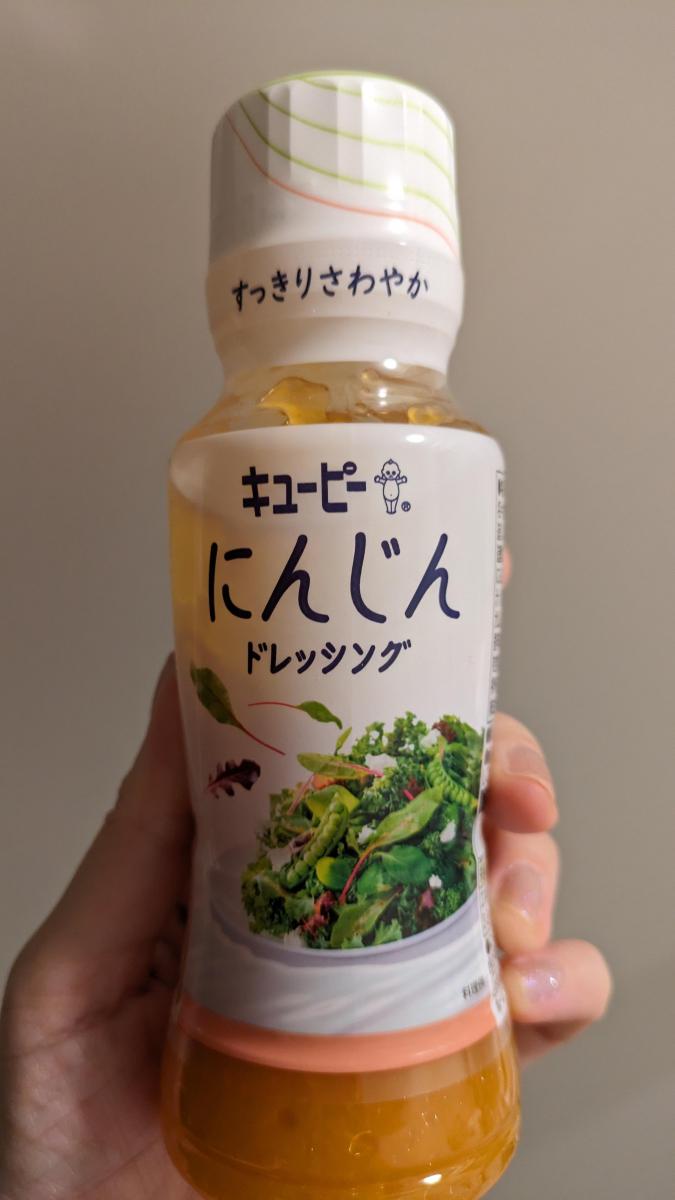 すっきりさわやか
キューピー ®
にんじん
ドレッシング